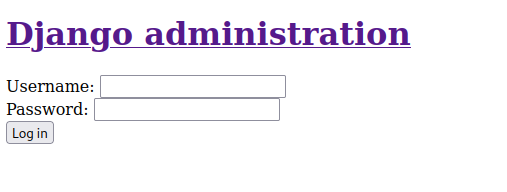 Django administration
Username:
Password:
Log in